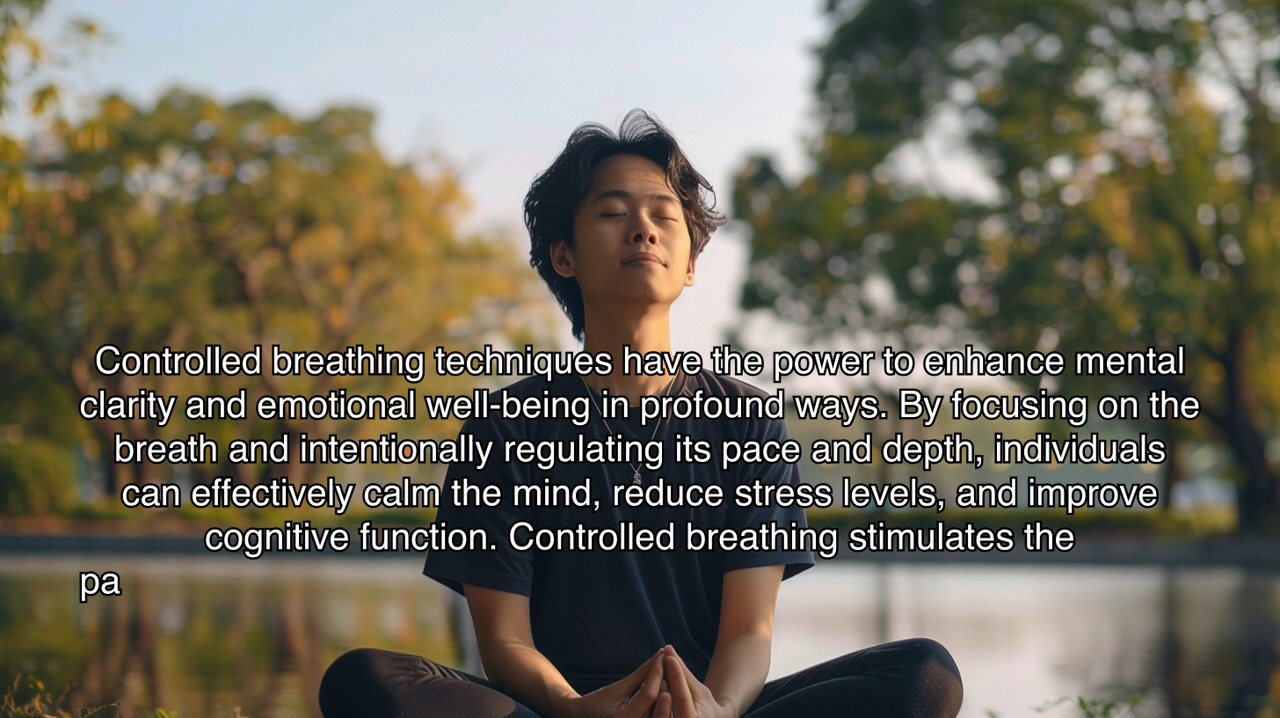 Controlled breathing techniques have the power to enhance mental
clarity and emotional well-being in profound ways. By focusing on the
breath and intentionally regulating its pace and depth, individuals
can effectively calm the mind, reduce stress levels, and improve
cognitive function. Controlled breathing stimulates the
pa